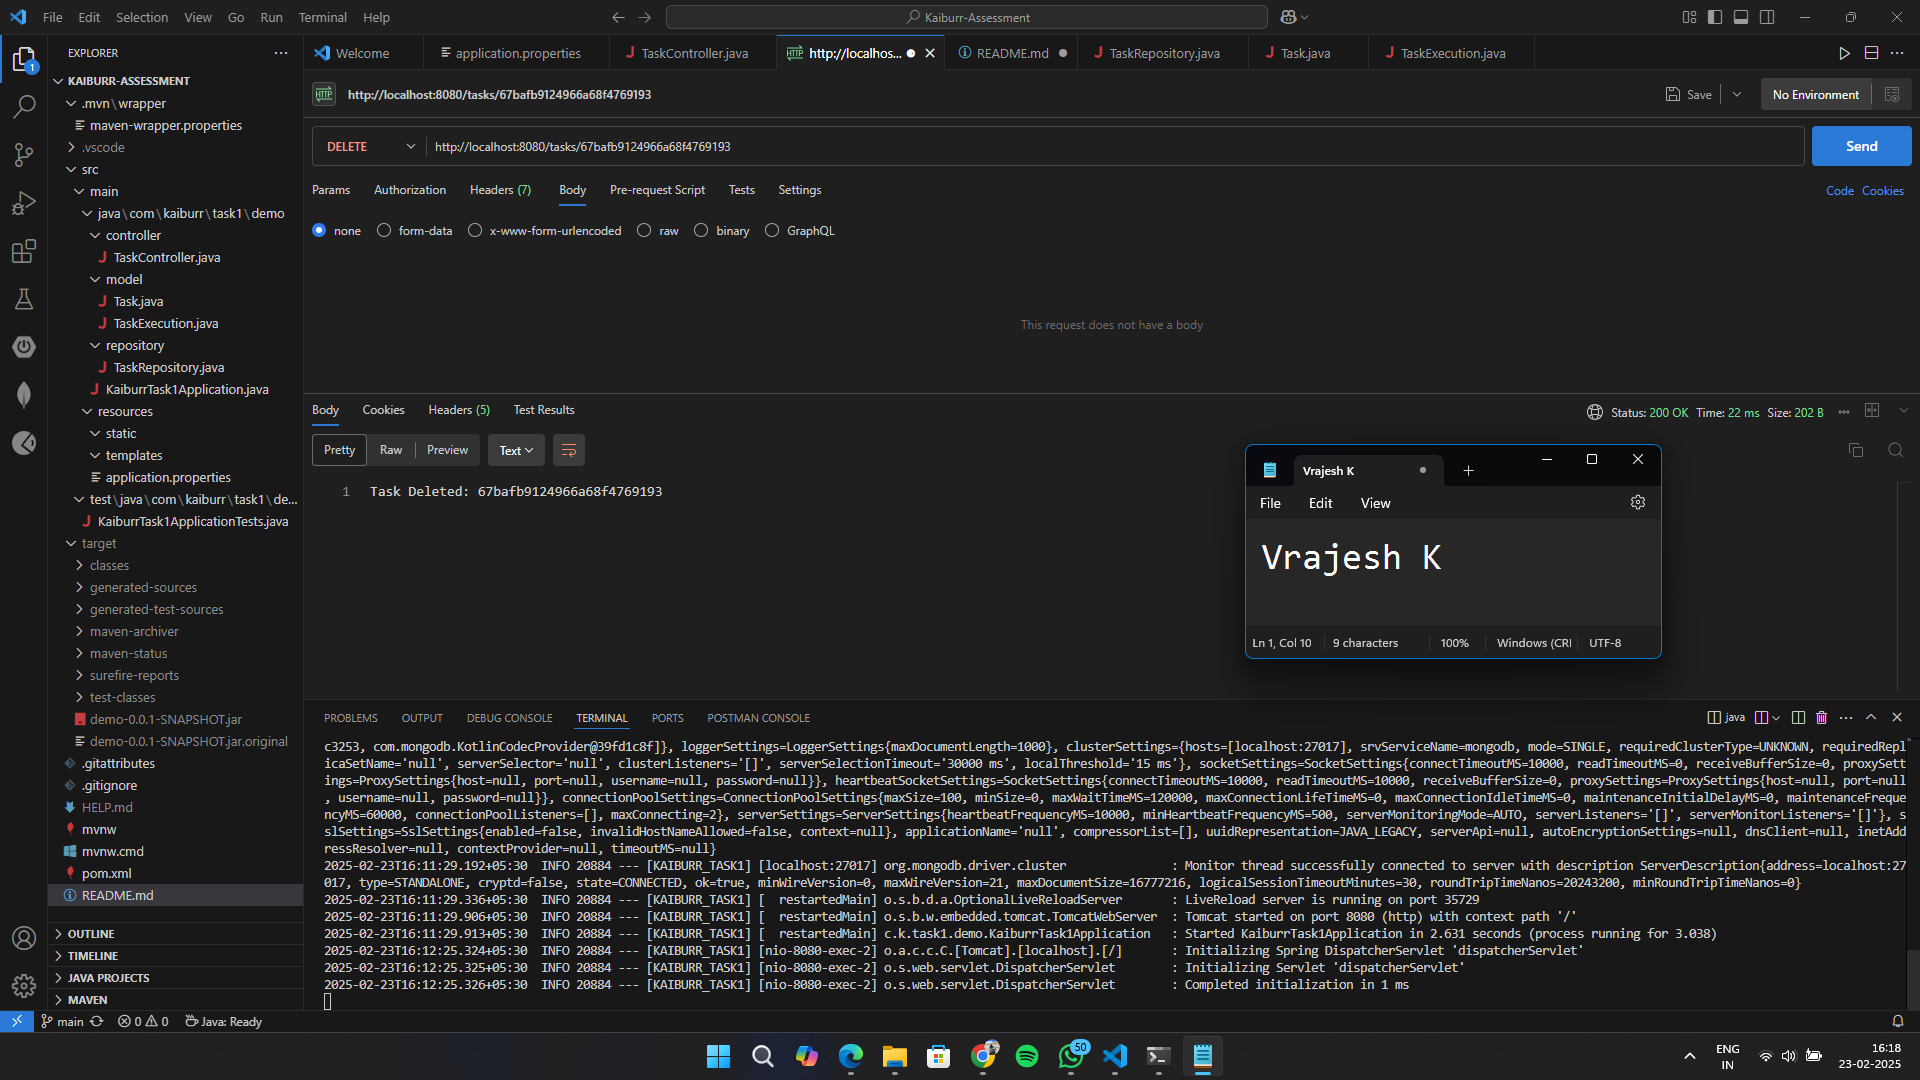 File Edit Selection View Go Run Terminal Help
Kaiburr-Assessment
EXPLORER
KAIBURR-ASSESSMENT
.mvn\wrapper
maven-wrapper.properties
.vscode
src
main
java\com\kaiburr\task1\demo
controller
TaskController.java
model
Task.java
TaskExecution.java
repository
TaskRepository.java
KaiburrTask1Application.java
resources
static
templates
application.properties
test\java\com\kaiburr\task1\de...
KaiburrTask1ApplicationTests.java
target
classes
generated-sources
generated-test-sources
maven-archiver
maven-status
surefire-reports
test-classes
demo-0.0.1-SNAPSHOT.jar
demo-0.0.1-SNAPSHOT.jar.original
.gitattributes
.gitignore
HELP.md
mvnw
mvnw.cmd
pom.xml
README.md
OUTLINE
TIMELINE
JAVA PROJECTS
MAVEN
1
Welcome application.properties TaskController.java http://localhos... README.md TaskRepository.java Task.java TaskExecution.java
HTTP http://localhost:8080/tasks/67bafb9124966a68f4769193 Save No Environment
DELETE http://localhost:8080/tasks/67bafb9124966a68f4769193 Send
Params Authorization Headers (7) Body Pre-request Script Tests Settings Code Cookies
none form-data x-www-form-urlencoded raw binary GraphQL
This request does not have a body
Body Cookies Headers (5) Test Results Status: 200 OK Time: 22 ms Size: 202 B
Pretty Raw Preview Text
1 Task Deleted: 67bafb9124966a68f4769193
Vrajesh K
File Edit View
Vrajesh K
Ln 1, Col 10 9 characters 100% Windows (CRI UTF-8
PROBLEMS OUTPUT DEBUG CONSOLE TERMINAL PORTS POSTMAN CONSOLE java
c3253, com.mongodb.KotlinCodecProvider@39fd1c8f]}, loggerSettings=LoggerSettings{maxDocumentLength=1000}, clusterSettings={hosts=[localhost:27017], srvServiceName=mongodb, mode=SINGLE, requiredClusterType=UNKNOWN, requiredRepl
icaSetName='null', serverSelector='null', clusterListeners='[]', serverSelectionTimeout='30000 ms', localThreshold='15 ms'}, socketSettings=SocketSettings{connectTimeoutMS=10000, readTimeoutMS=0, receiveBufferSize=0, proxySett
ings=ProxySettings{host=null, port=null, username=null, password=null}}, heartbeatSocketSettings=SocketSettings{connectTimeoutMS=10000, readTimeoutMS=10000, receiveBufferSize=0, proxySettings=ProxySettings{host=null, port=null
, username=null, password=null}}, connectionPoolSettings=ConnectionPoolSettings{maxSize=100, minSize=0, maxWaitTimeMS=120000, maxConnectionLifeTimeMS=0, maxConnectionIdleTimeMS=0, maintenanceInitialDelayMS=0, maintenanceFreque
ncyMS=60000, connectionPoolListeners=[], maxConnecting=2}, serverSettings=ServerSettings{heartbeatFrequencyMS=10000, minHeartbeatFrequencyMS=500, serverMonitoringMode=AUTO, serverListeners='[]', serverMonitorListeners='[]'}, s
slSettings=SslSettings{enabled=false, invalidHostNameAllowed=false, context=null}, applicationName='null', compressorList=[], uuidRepresentation=JAVA_LEGACY, serverApi=null, autoEncryptionSettings=null, dnsClient=null, inetAdd
ressResolver=null, contextProvider=null, timeoutMS=null}
2025-02-23T16:11:29.192+05:30 INFO 20884 --- [KAIBURR_TASK1] [localhost:27017] org.mongodb.driver.cluster : Monitor thread successfully connected to server with description ServerDescription{address=localhost:27
017, type=STANDALONE, cryptd=false, state=CONNECTED, ok=true, minWireVersion=0, maxWireVersion=21, maxDocumentSize=16777216, logicalSessionTimeoutMinutes=30, roundTripTimeNanos=20243200, minRoundTripTimeNanos=0}
2025-02-23T16:11:29.336+05:30 INFO 20884 --- [KAIBURR_TASK1] [ restartedMain] o.s.b.d.a.OptionalLiveReloadServer : LiveReload server is running on port 35729
2025-02-23T16:11:29.906+05:30 INFO 20884 --- [KAIBURR_TASK1] [ restartedMain] o.s.b.w.embedded.tomcat.TomcatWebServer : Tomcat started on port 8080 (http) with context path '/'
2025-02-23T16:11:29.913+05:30 INFO 20884 --- [KAIBURR_TASK1] [ restartedMain] c.k.task1.demo.KaiburrTask1Application : Started KaiburrTask1Application in 2.631 seconds (process running for 3.038)
2025-02-23T16:12:25.324+05:30 INFO 20884 --- [KAIBURR_TASK1] [nio-8080-exec-2] o.a.c.c.C.[Tomcat].[localhost].[/] : Initializing Spring DispatcherServlet 'dispatcherServlet'
2025-02-23T16:12:25.325+05:30 INFO 20884 --- [KAIBURR_TASK1] [nio-8080-exec-2] o.s.web.servlet.DispatcherServlet : Initializing Servlet 'dispatcherServlet'
2025-02-23T16:12:25.326+05:30 INFO 20884 --- [KAIBURR_TASK1] [nio-8080-exec-2] o.s.web.servlet.DispatcherServlet : Completed initialization in 1 ms
main 0 0 Java: Ready
50
ENG
IN
16:18
23-02-2025